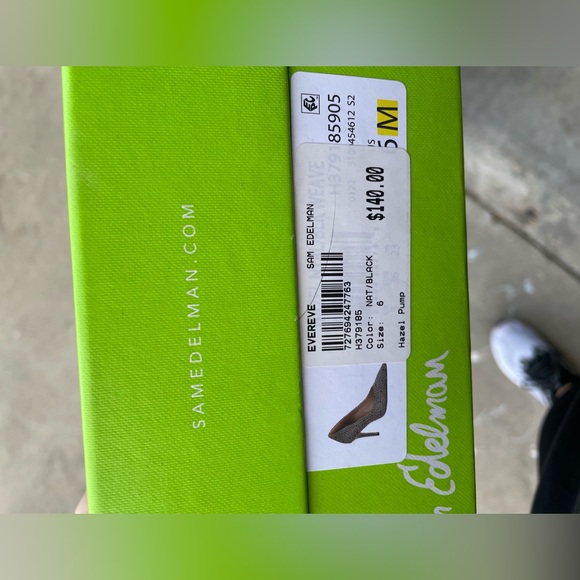 SAMEDELMAN.COM
85905
454612 S2
M
EVEREVE SAM EDELMAN
$140.00
727694247763
H379185
Color: NAT/BLACK
Size: 6
Hazel Pump
Edelman